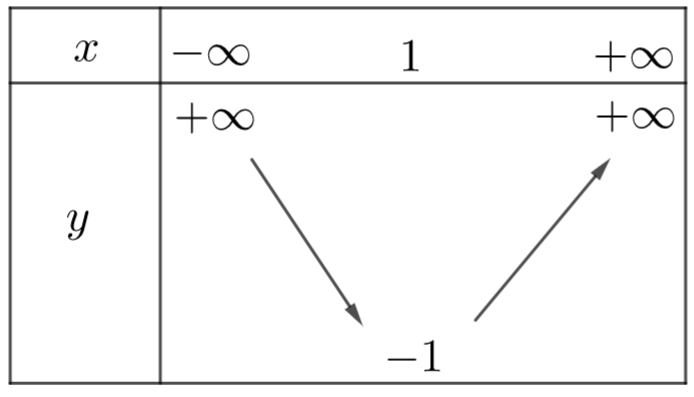 x −∞ 1 +∞
+∞ +∞
y
−1